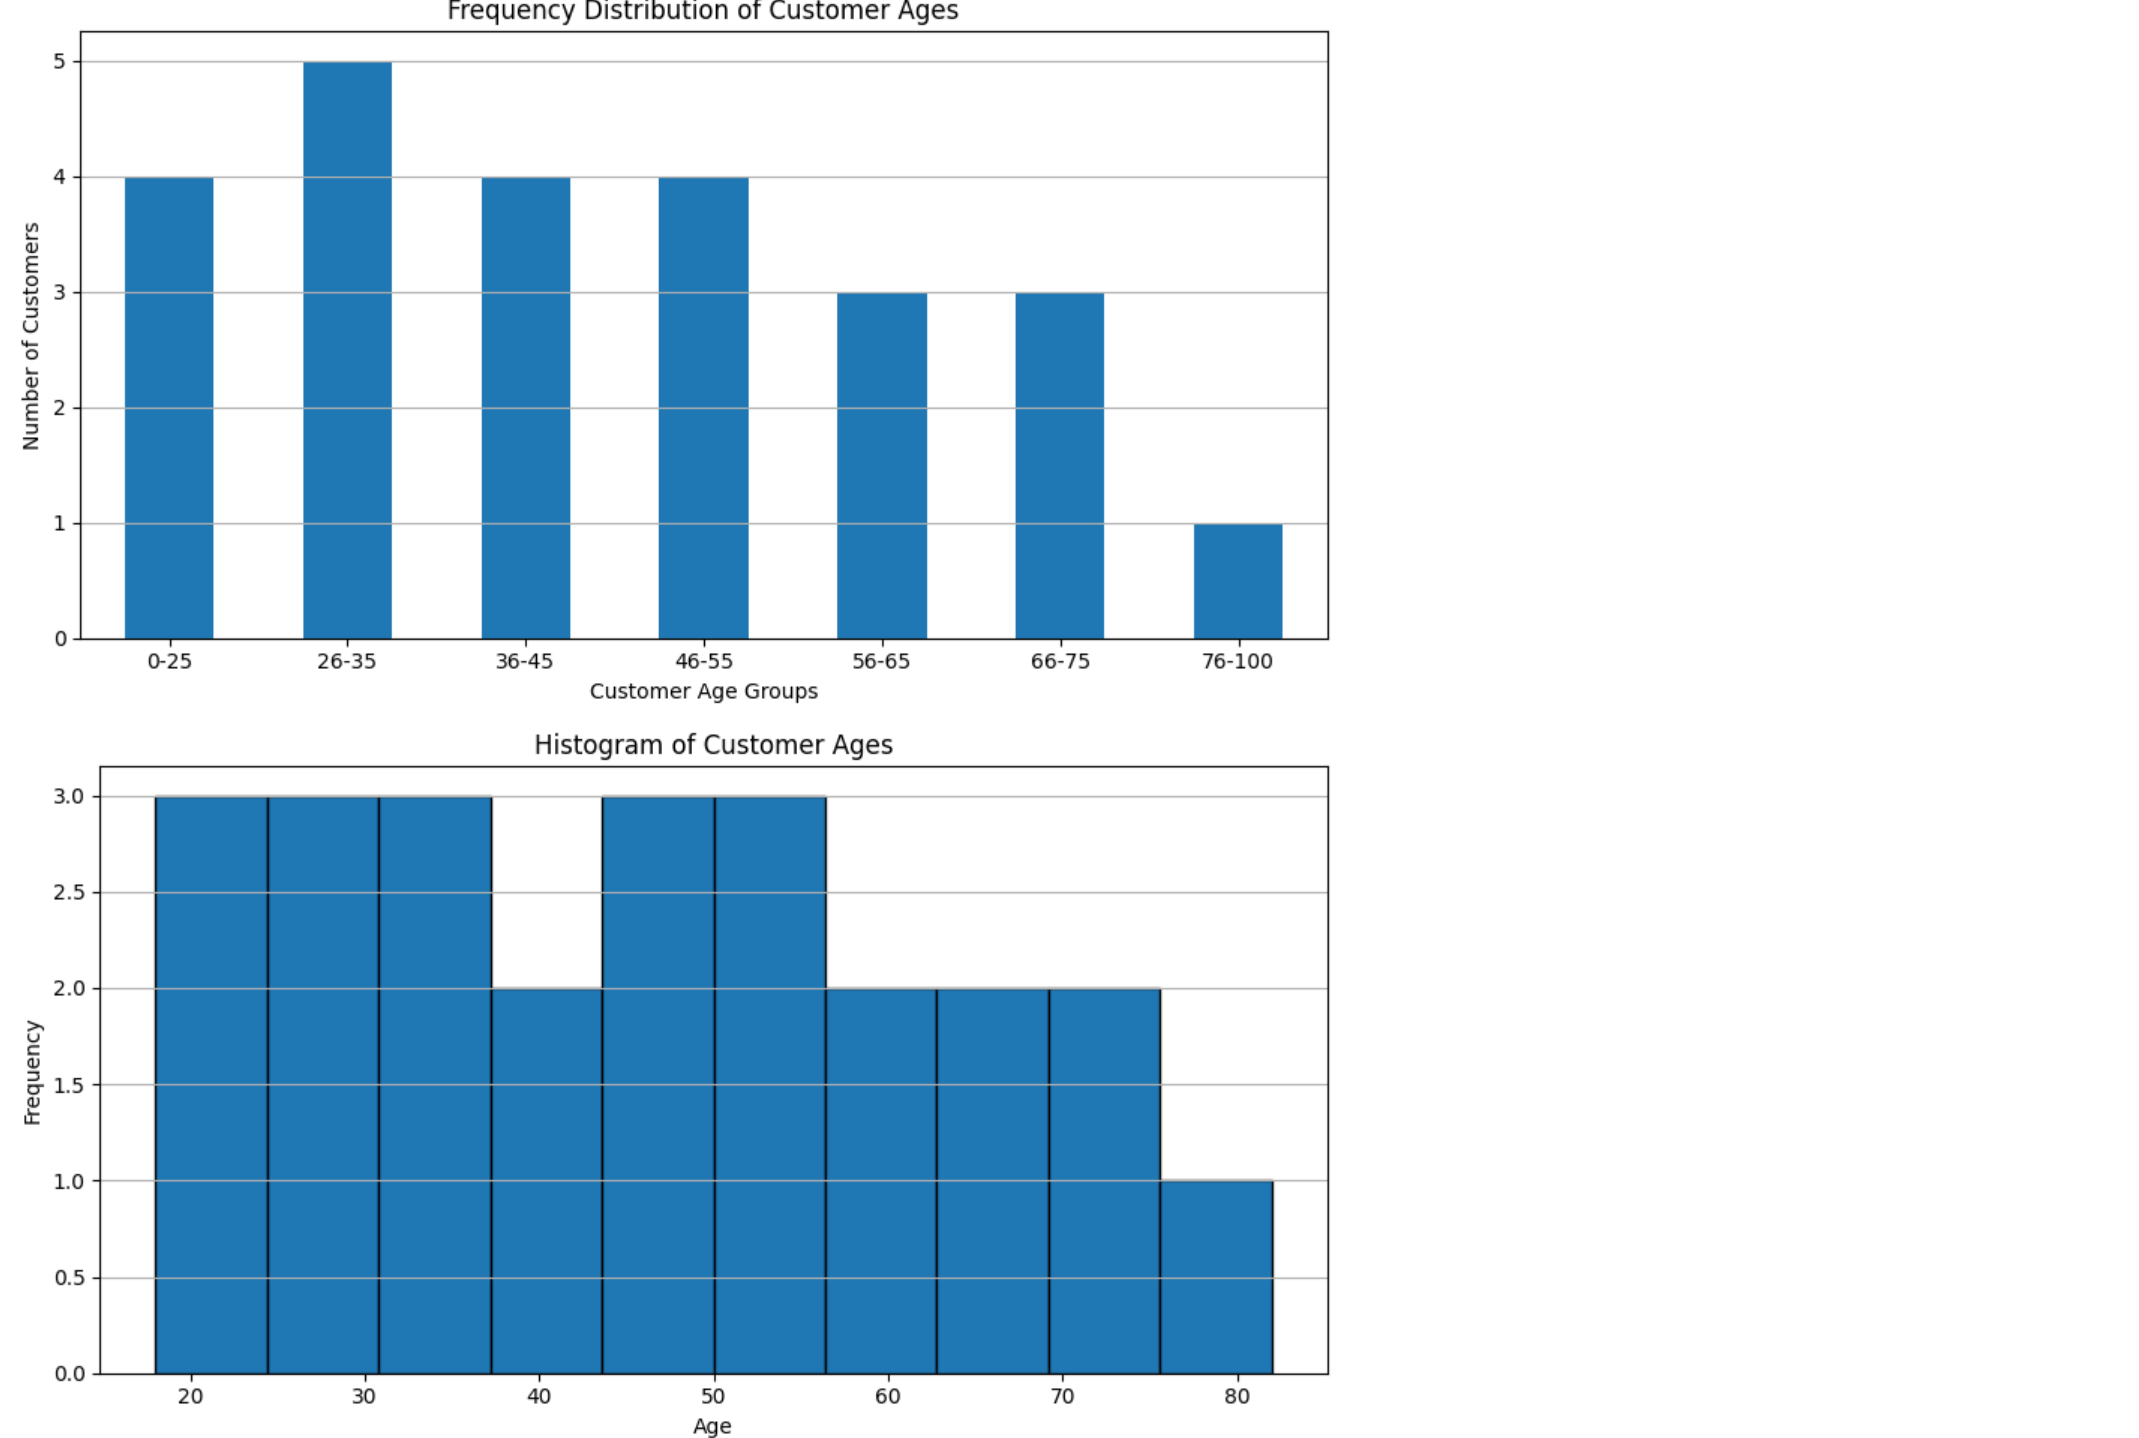 Frequency Distribution of Customer Ages
5
4
3
2
1
0
Number of Customers
0-25 26-35 36-45 46-55 56-65 66-75 76-100
Customer Age Groups
Histogram of Customer Ages
3.0
2.5
2.0
1.5
1.0
0.5
0.0
Frequency
20 30 40 50 60 70 80
Age